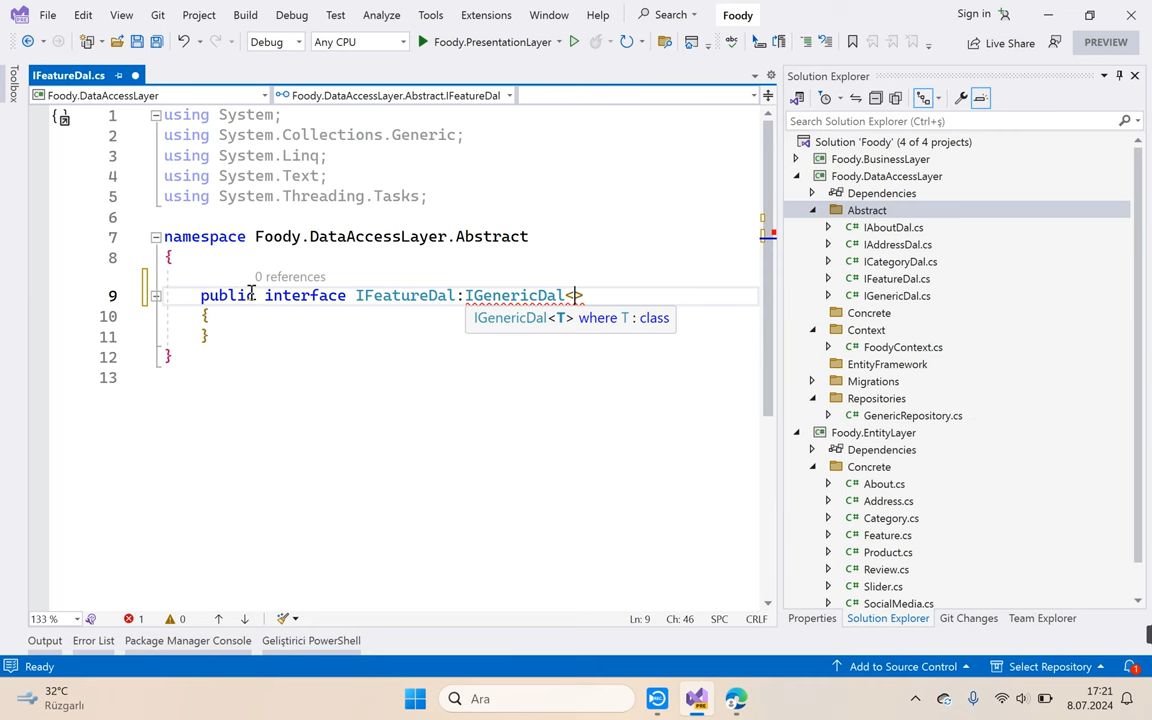 File Edit View Git Project Build Debug Test Analyze Tools Extensions Window Help Search Foody Sign in
Debug Any CPU Foody.PresentationLayer Live Share PREVIEW
Toolbox
IFeatureDal.cs
Foody.DataAccessLayer Foody.DataAccessLayer.Abstract.IFeatureDal
1 using System;
2 using System.Collections.Generic;
3 using System.Linq;
4 using System.Text;
5 using System.Threading.Tasks;
6
7 namespace Foody.DataAccessLayer.Abstract
8 {
0 references
9 public interface IFeatureDal:IGenericDal<>
IGenericDal<T> where T : class
10 {
11 }
12 }
13
133 % 1 0 Ln: 9 Ch: 46 SPC CRLF
Output Error List Package Manager Console Geliştirici PowerShell
Solution Explorer
Search Solution Explorer (Ctrl+ş)
Solution 'Foody' (4 of 4 projects)
Foody.BusinessLayer
Foody.DataAccessLayer
Dependencies
Abstract
C# IAboutDal.cs
C# IAddressDal.cs
C# ICategoryDal.cs
C# IFeatureDal.cs
C# IGenericDal.cs
Concrete
Context
C# FoodyContext.cs
EntityFramework
Migrations
Repositories
C# GenericRepository.cs
Foody.EntityLayer
Dependencies
Concrete
C# About.cs
C# Address.cs
C# Category.cs
C# Feature.cs
C# Product.cs
C# Review.cs
C# Slider.cs
C# SocialMedia.cs
Properties Solution Explorer Git Changes Team Explorer
Ready Add to Source Control Select Repository 1
32°C
Rüzgarlı
Ara
PRE
17:21
8.07.2024